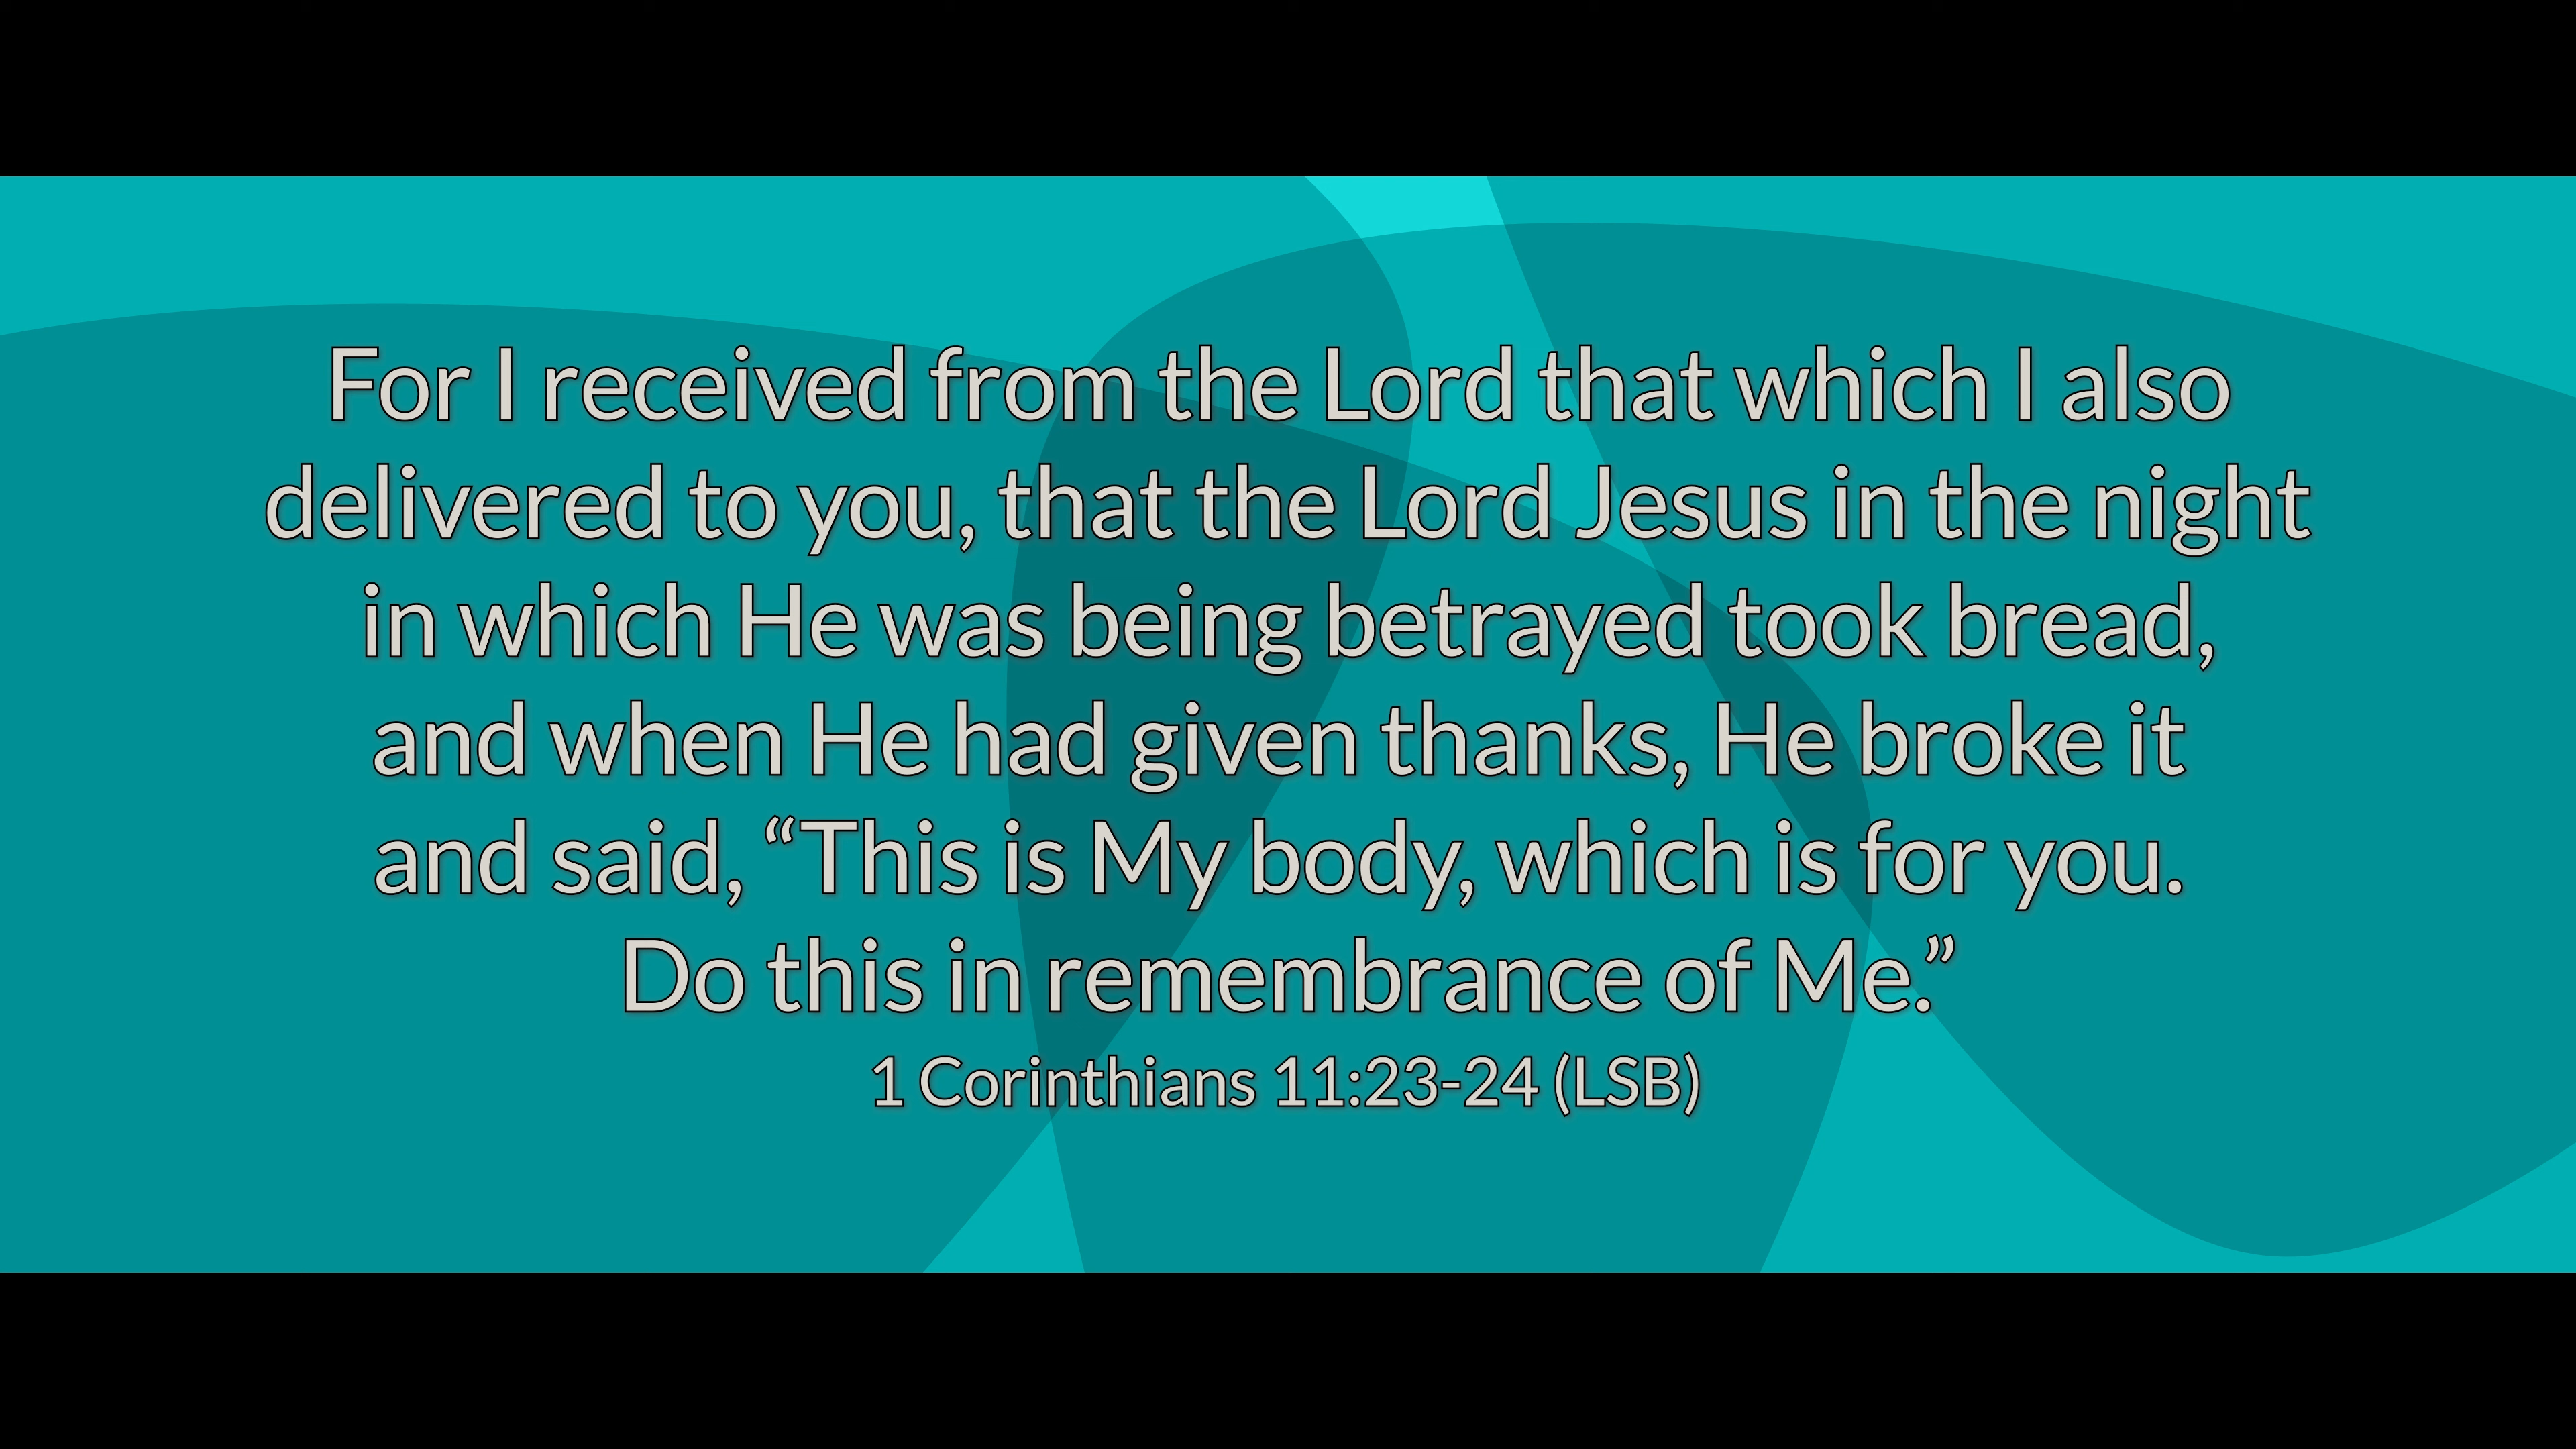 For I received from the Lord that which I also
delivered to you, that the Lord Jesus in the night
in which He was being betrayed took bread,
and when He had given thanks, He broke it
and said, “This is My body, which is for you.
Do this in remembrance of Me.”
1 Corinthians 11:23-24 (LSB)